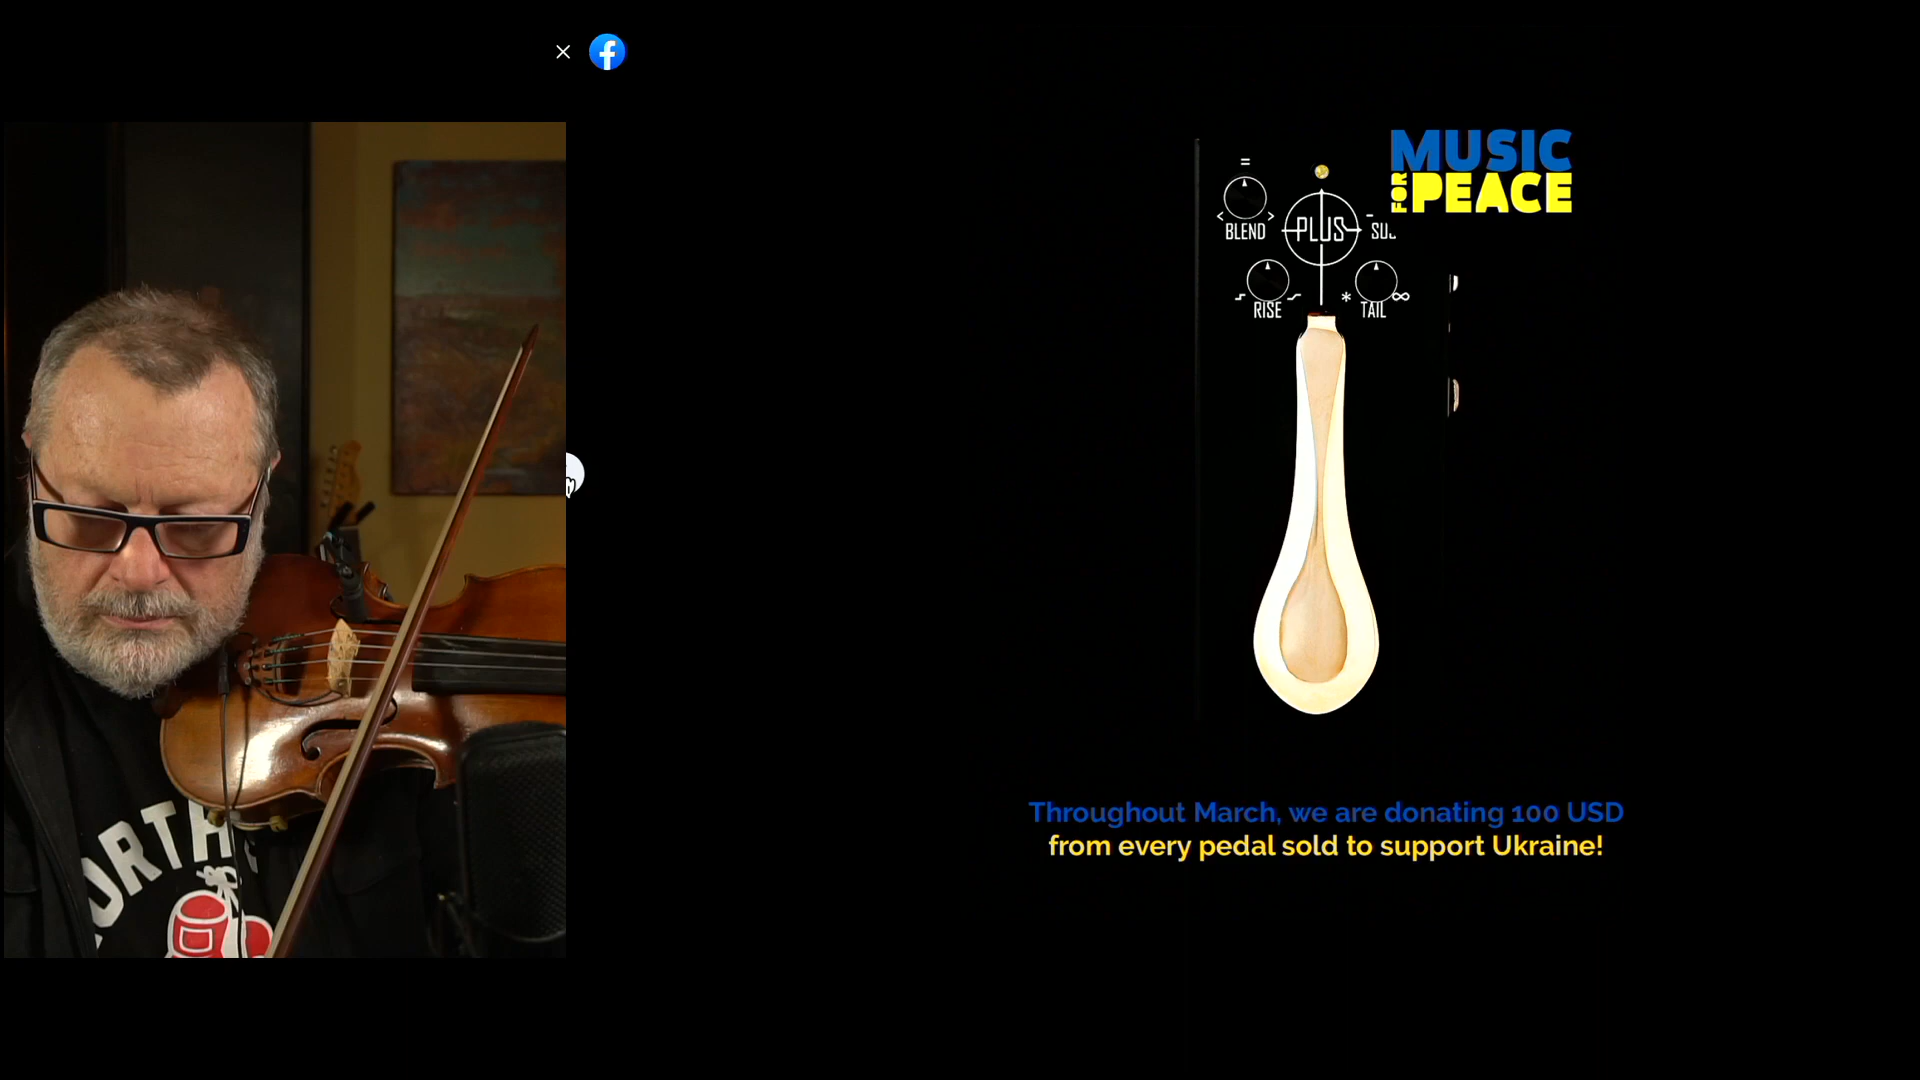 MUSIC
FOR PEACE
BLEND
PLUS
RISE
TAIL
Throughout March, we are donating 100 USD
from every pedal sold to support Ukraine!